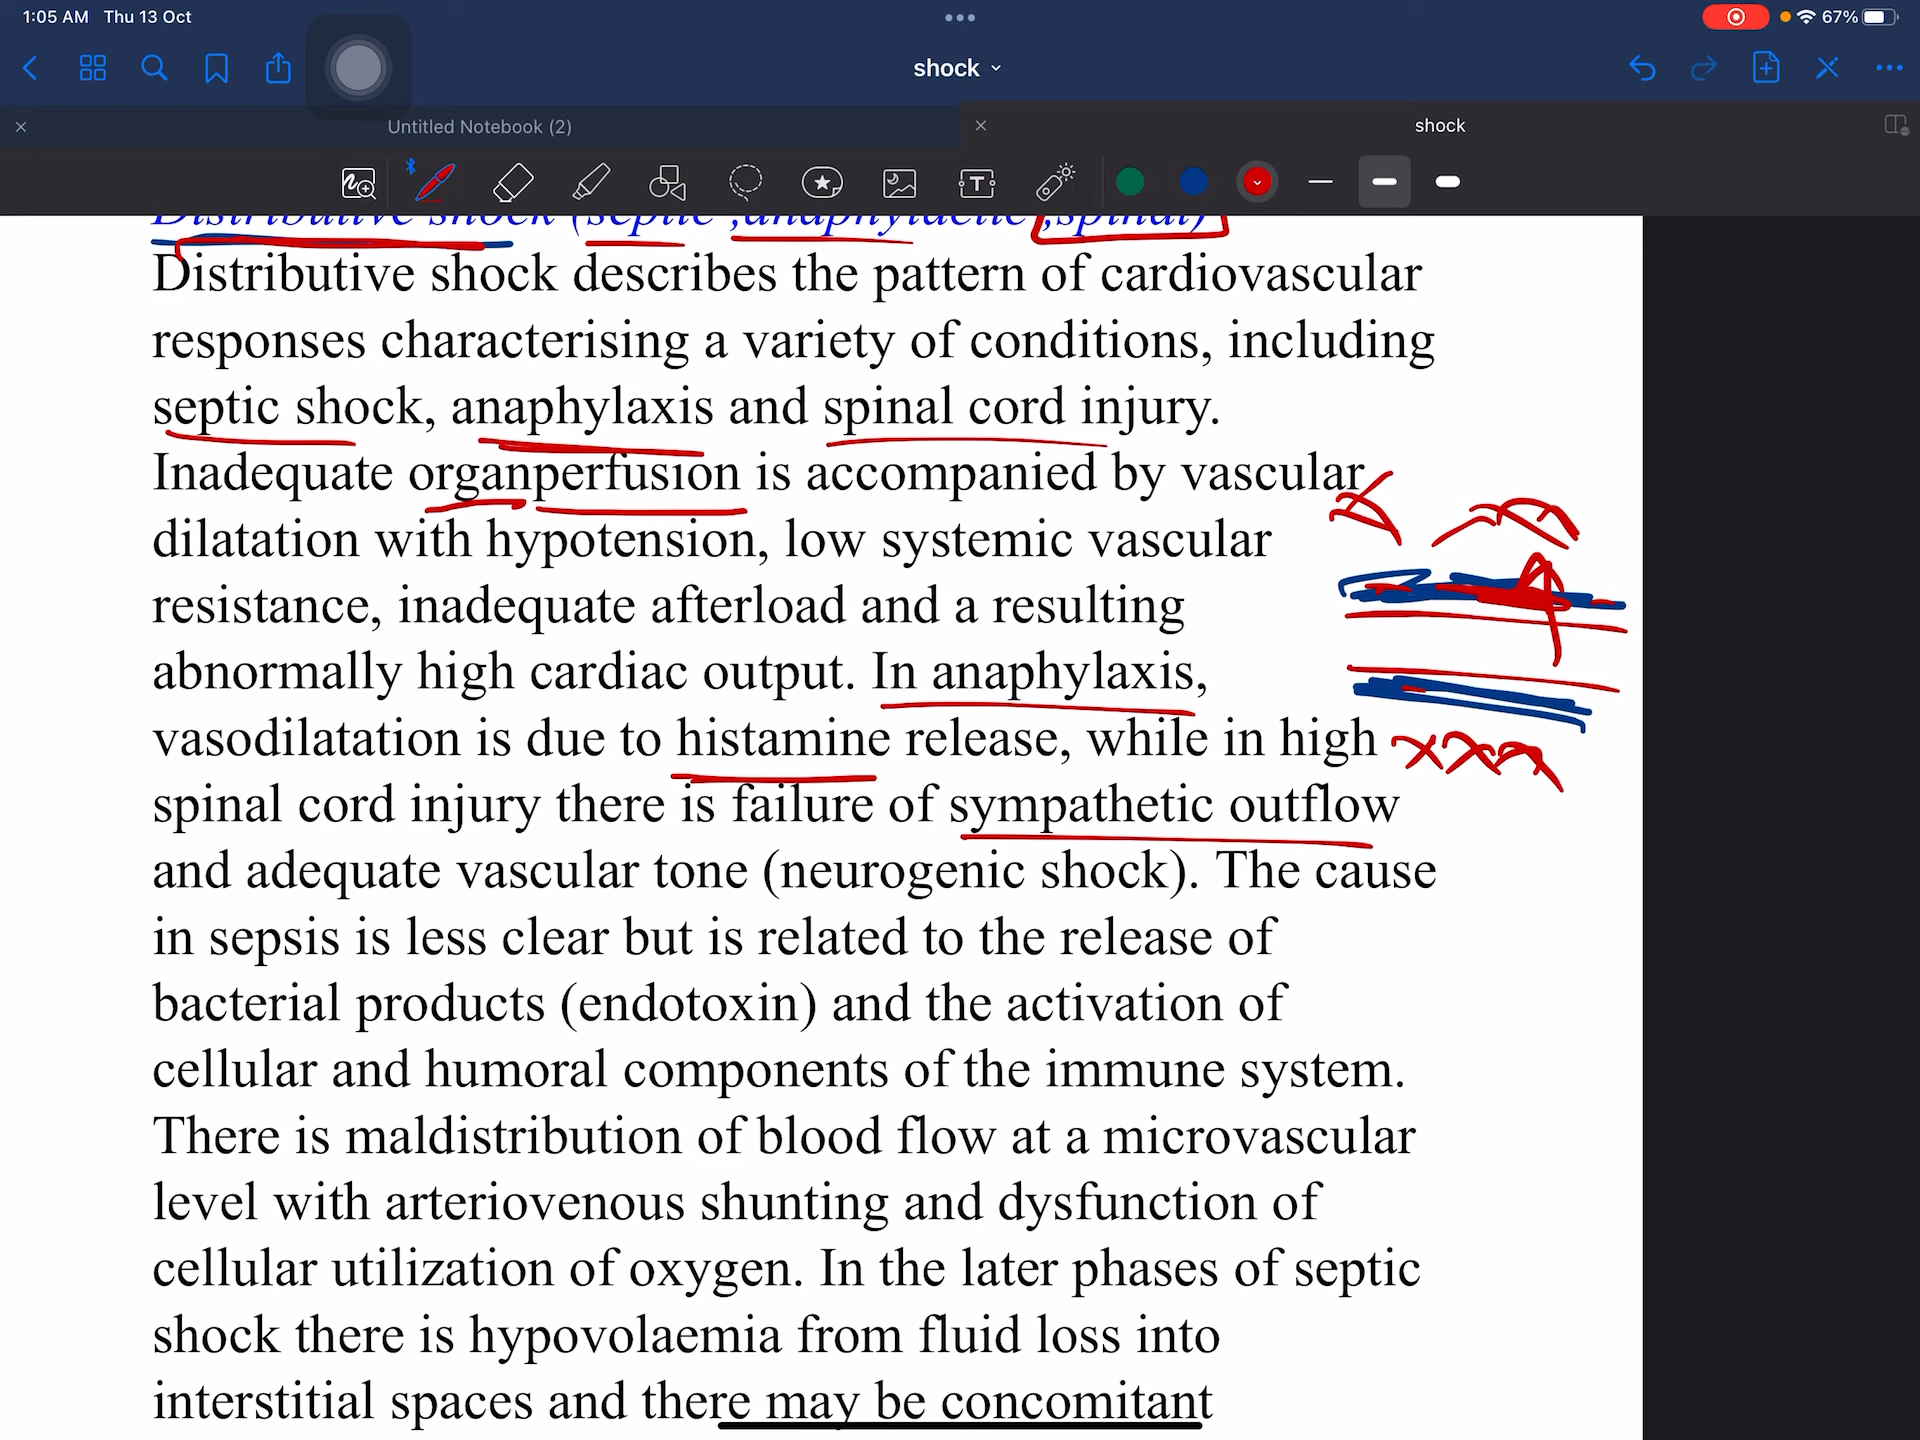 1:05 AM Thu 13 Oct
67%
shock
Untitled Notebook (2)
shock
Distributive shock (septic ,anaphylactic ,spinal)
Distributive shock describes the pattern of cardiovascular
responses characterising a variety of conditions, including
septic shock, anaphylaxis and spinal cord injury.
Inadequate organperfusion is accompanied by vascular
dilatation with hypotension, low systemic vascular
resistance, inadequate afterload and a resulting
abnormally high cardiac output. In anaphylaxis,
vasodilatation is due to histamine release, while in high
spinal cord injury there is failure of sympathetic outflow
and adequate vascular tone (neurogenic shock). The cause
in sepsis is less clear but is related to the release of
bacterial products (endotoxin) and the activation of
cellular and humoral components of the immune system.
There is maldistribution of blood flow at a microvascular
level with arteriovenous shunting and dysfunction of
cellular utilization of oxygen. In the later phases of septic
shock there is hypovolaemia from fluid loss into
interstitial spaces and there may be concomitant